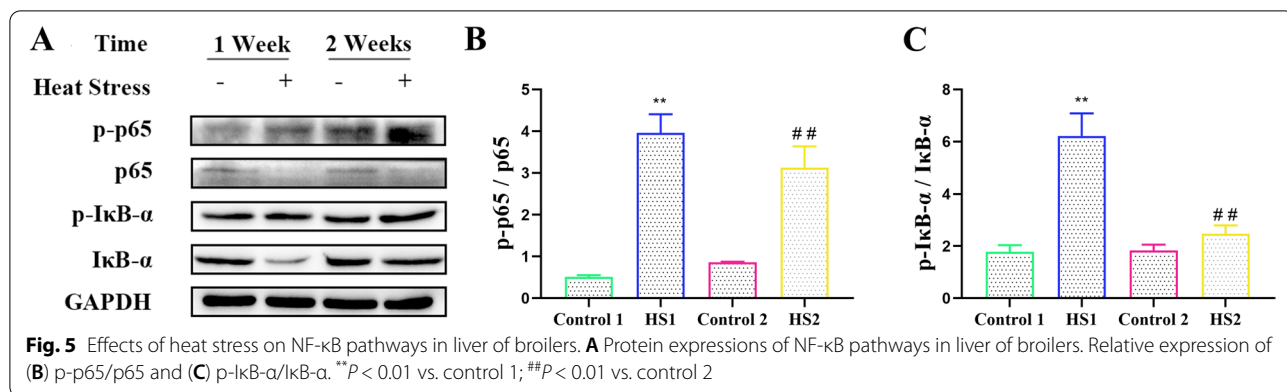 A Time 1 Week 2 Weeks
Heat Stress - + - +
p-p65
p65
p-IκB-α
IκB-α
GAPDH
B
p-p65 / p65
5
4
3
2
1
0
**
##
Control 1 HS1 Control 2 HS2
C
p-IκB-α / IκB-α
8
6
4
2
0
**
##
Control 1 HS1 Control 2 HS2
Fig. 5 Effects of heat stress on NF-κB pathways in liver of broilers. A Protein expressions of NF-κB pathways in liver of broilers. Relative expression of
(B) p-p65/p65 and (C) p-IκB-α/IκB-α. **P < 0.01 vs. control 1; ##P < 0.01 vs. control 2